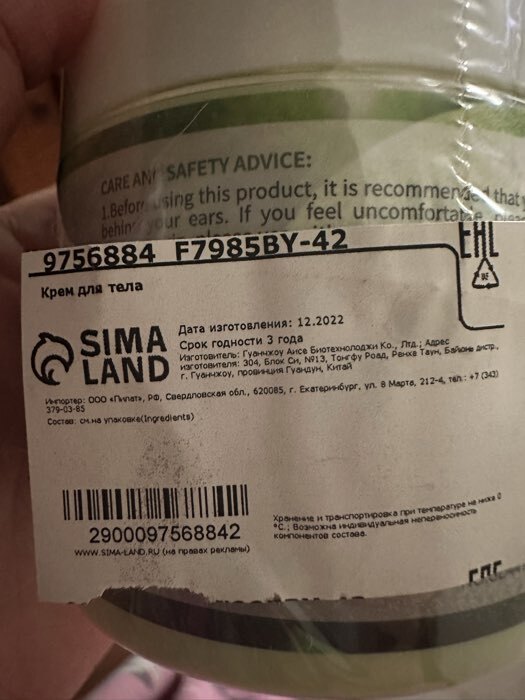 CARE AND SAFETY ADVICE:
1.Before using this product, it is recommended that
behin your ears. If you feel uncomfortable
9756884 F7985BY-42
EAC
Крем для тела
SIMA
LAND
Дата изготовления: 12.2022
Срок годности 3 года
Изготовитель: Гуанчжоу Аисе Биотехнолоджи Ко., Лтд.; Адрес
изготовителя: 304, Блок Си, №13, Тонгфу Роад, Ренхе Таун, Байюнь дистр.,
г. Гуанчжоу, провинция Гуандун, Китай
Импортер: ООО «Пилат», РФ, Свердловская обл., 620085, г. Екатеринбург, ул. 8 Марта, 212-4, тел.: +7 (343)
379-03-85
Состав: см.на упаковке(Ingredients)
2900097568842
WWW.SIMA-LAND.RU (на правах рекламы)
Хранение и транспортировка при температуре не ниже 0
°C.; Возможна индивидуальная непереносимость
компонентов состава.